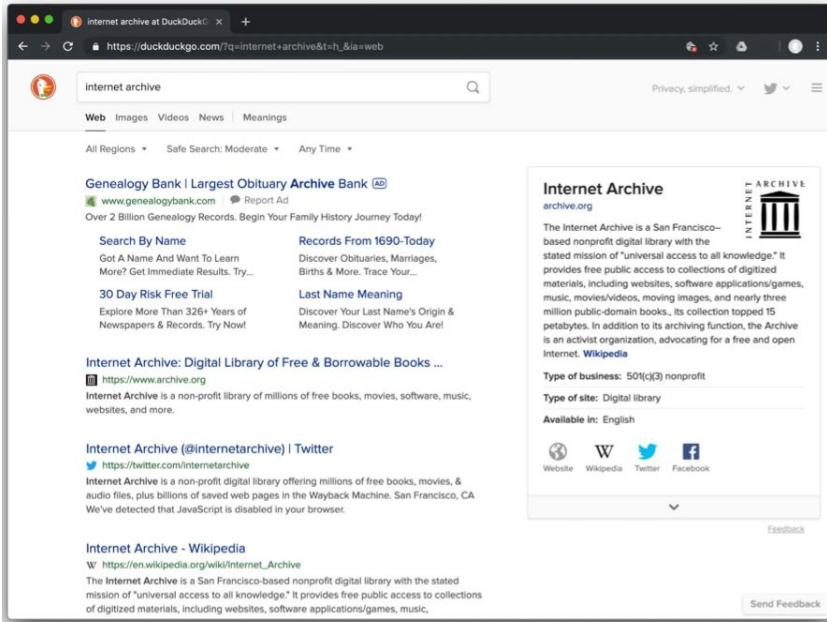 internet archive at DuckDuckG
https://duckduckgo.com/?q=internet+archive&t=h_&ia=web
internet archive
Privacy, simplified.
Web Images Videos News Meanings
All Regions Safe Search: Moderate Any Time
Genealogy Bank | Largest Obituary Archive Bank AD
www.genealogybank.com Report Ad
Over 2 Billion Genealogy Records. Begin Your Family History Journey Today!
Search By Name
Got A Name And Want To Learn
More? Get Immediate Results. Try...
Records From 1690-Today
Discover Obituaries, Marriages,
Births & More. Trace Your...
30 Day Risk Free Trial
Explore More Than 326+ Years of
Newspapers & Records. Try Now!
Last Name Meaning
Discover Your Last Name's Origin &
Meaning. Discover Who You Are!
Internet Archive: Digital Library of Free & Borrowable Books ...
https://www.archive.org
Internet Archive is a non-profit library of millions of free books, movies, software, music,
websites, and more.
Internet Archive (@internetarchive) | Twitter
https://twitter.com/internetarchive
Internet Archive is a non-profit digital library offering millions of free books, movies, &
audio files, plus billions of saved web pages in the Wayback Machine. San Francisco, CA
We've detected that JavaScript is disabled in your browser.
Internet Archive - Wikipedia
W https://en.wikipedia.org/wiki/Internet_Archive
The Internet Archive is a San Francisco-based nonprofit digital library with the stated
mission of "universal access to all knowledge." It provides free public access to collections
of digitized materials, including websites, software applications/games, music,
Internet Archive
archive.org
INTERNET ARCHIVE
The Internet Archive is a San Francisco–
based nonprofit digital library with the
stated mission of "universal access to all knowledge." It
provides free public access to collections of digitized
materials, including websites, software applications/games,
music, movies/videos, moving images, and nearly three
million public-domain books., its collection topped 15
petabytes. In addition to its archiving function, the Archive
is an activist organization, advocating for a free and open
Internet. Wikipedia
Type of business: 501(c)(3) nonprofit
Type of site: Digital library
Available in: English
W
Website Wikipedia Twitter Facebook
Feedback
Send Feedback